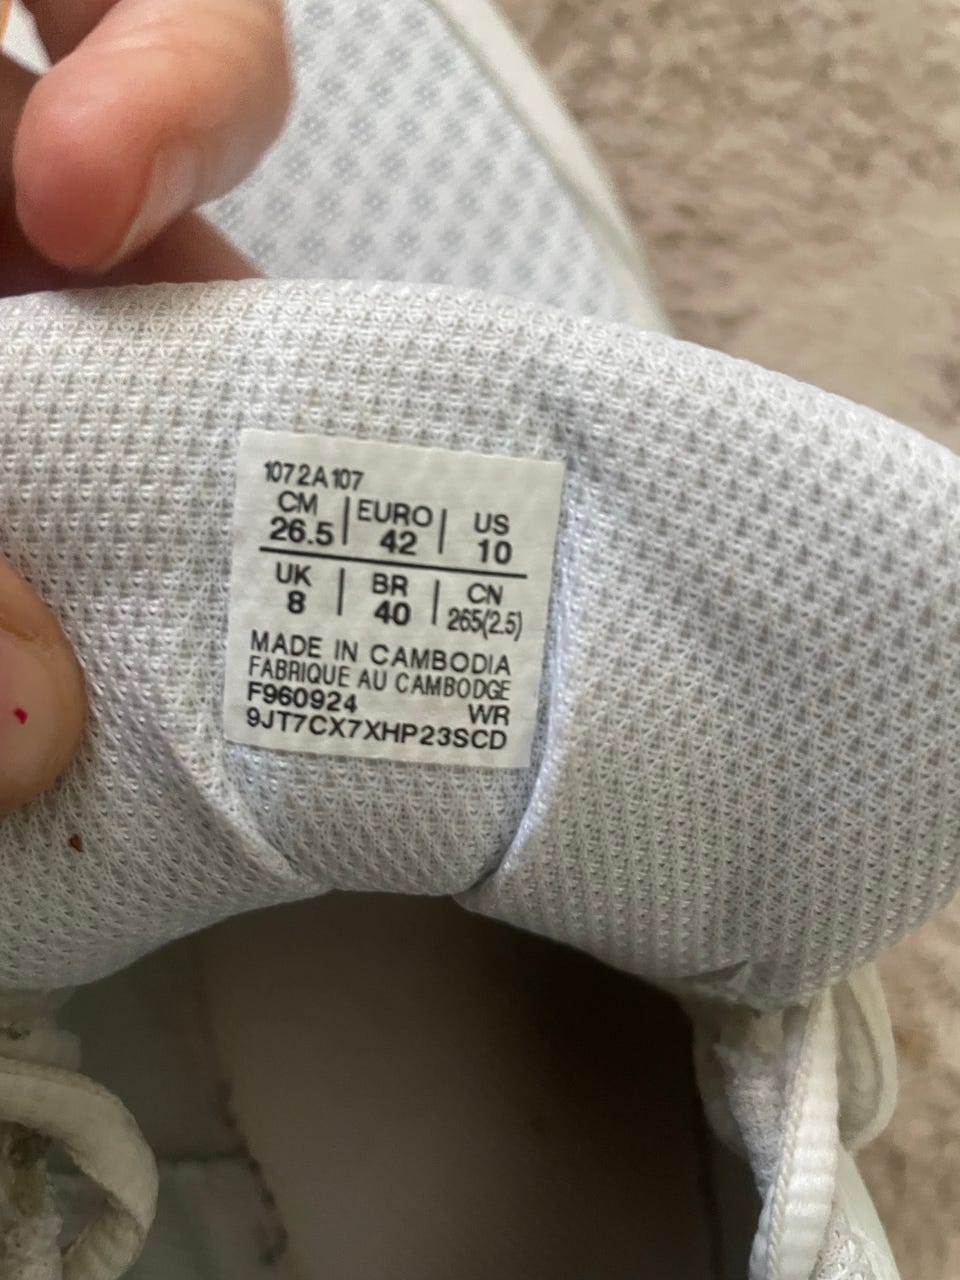 1072A107
CM | EURO | US
26.5 | 42 | 10
UK | BR | CN
8 | 40 | 265(2.5)
MADE IN CAMBODIA
FABRIQUE AU CAMBODGE
F960924 WR
9JT7CX7XHP23SCD